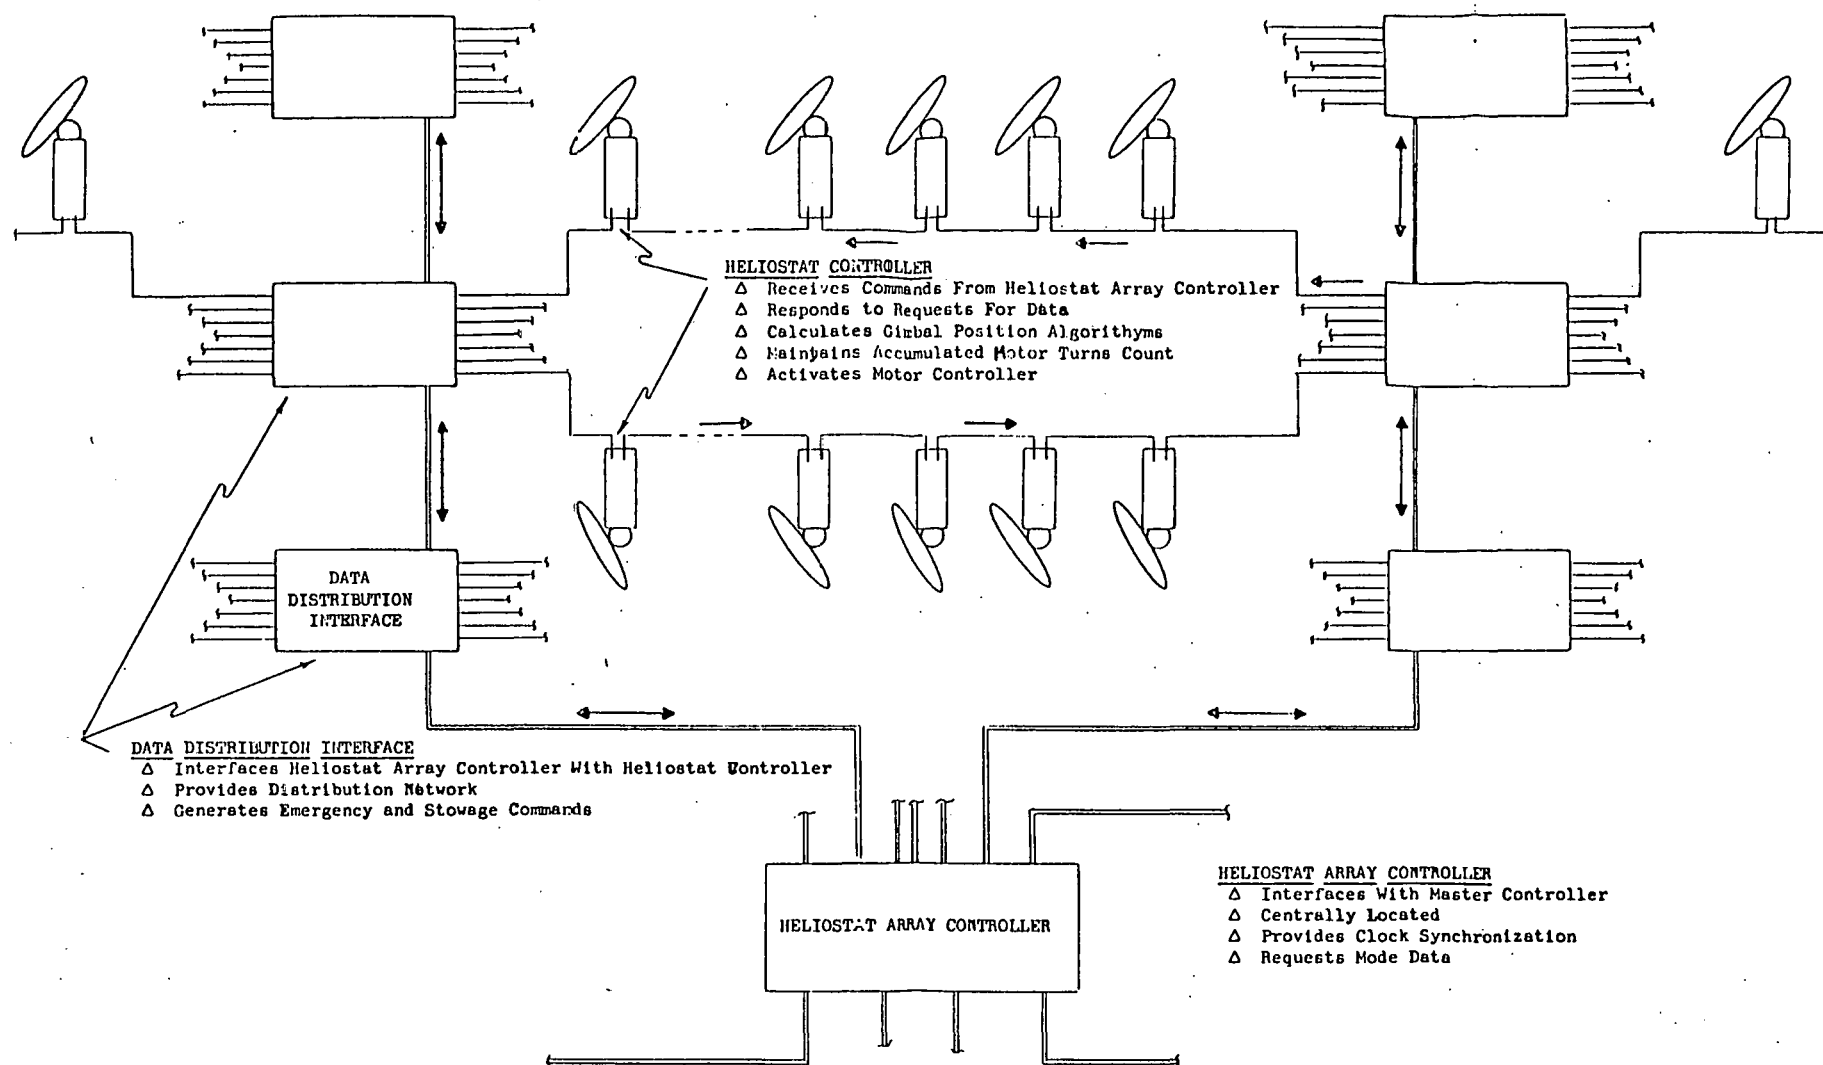 HELIOSTAT CONTROLLER
Δ Receives Commands From Heliostat Array Controller
Δ Responds to Requests For Data
Δ Calculates Gimbal Position Algorithyms
Δ Maintains Accumulated Motor Turns Count
Δ Activates Motor Controller
DATA
DISTRIBUTION
INTERFACE
DATA DISTRIBUTION INTERFACE
Δ Interfaces Heliostat Array Controller With Heliostat Controller
Δ Provides Distribution Network
Δ Generates Emergency and Stowage Commands
HELIOSTAT ARRAY CONTROLLER
HELIOSTAT ARRAY CONTROLLER
Δ Interfaces With Master Controller
Δ Centrally Located
Δ Provides Clock Synchronization
Δ Requests Mode Data